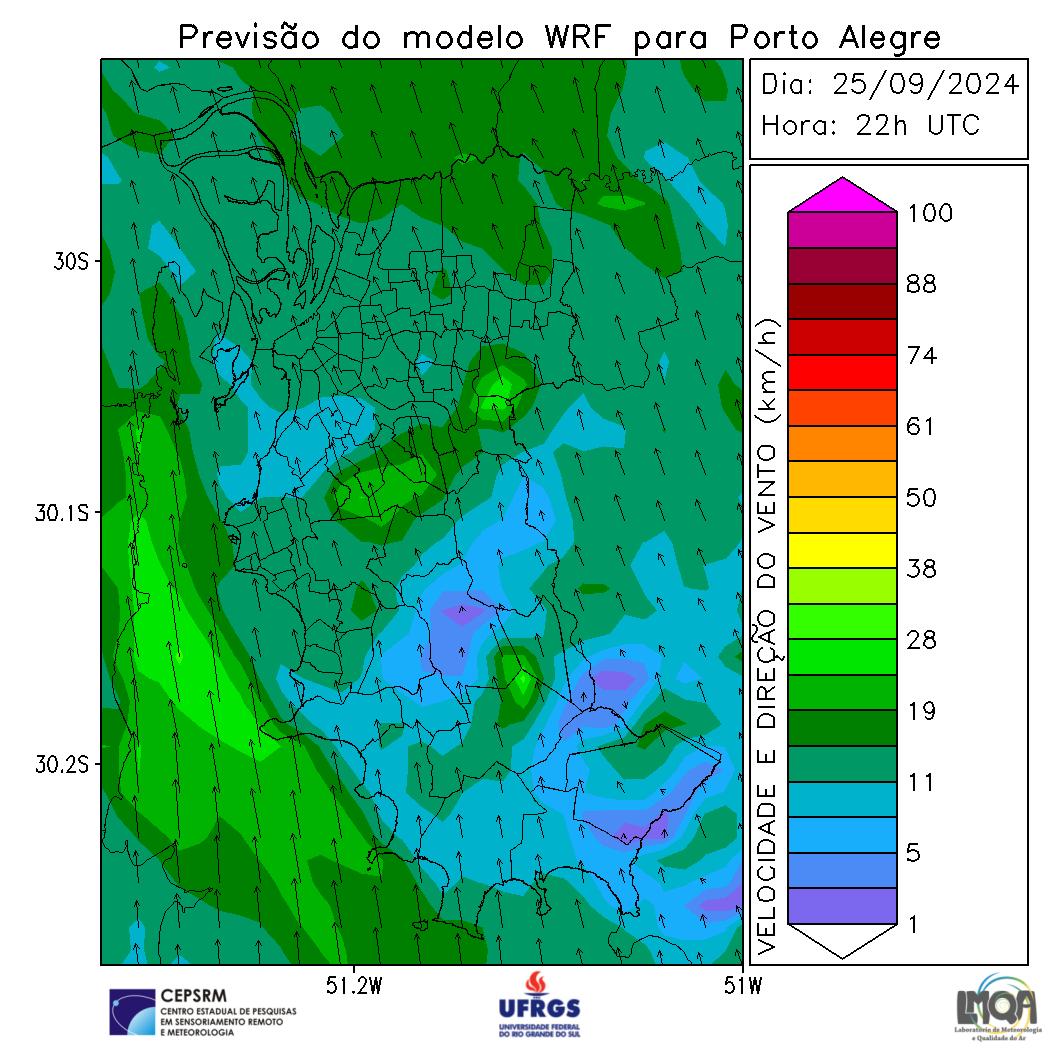 Previsão do modelo WRF para Porto Alegre
Dia: 25/09/2024
Hora: 22h UTC
30S
30.1S
30.2S
51.2W
51W
VELOCIDADE E DIREÇÃO DO VENTO (km/h)
100
88
74
61
50
38
28
19
11
5
1
CEPSRM
CENTRO ESTADUAL DE PESQUISAS
EM SENSORIAMENTO REMOTO
E METEOROLOGIA
UFRGS
UNIVERSIDADE FEDERAL
DO RIO GRANDE DO SUL
LMQA
Laboratório de Meteorologia
e Qualidade do Ar